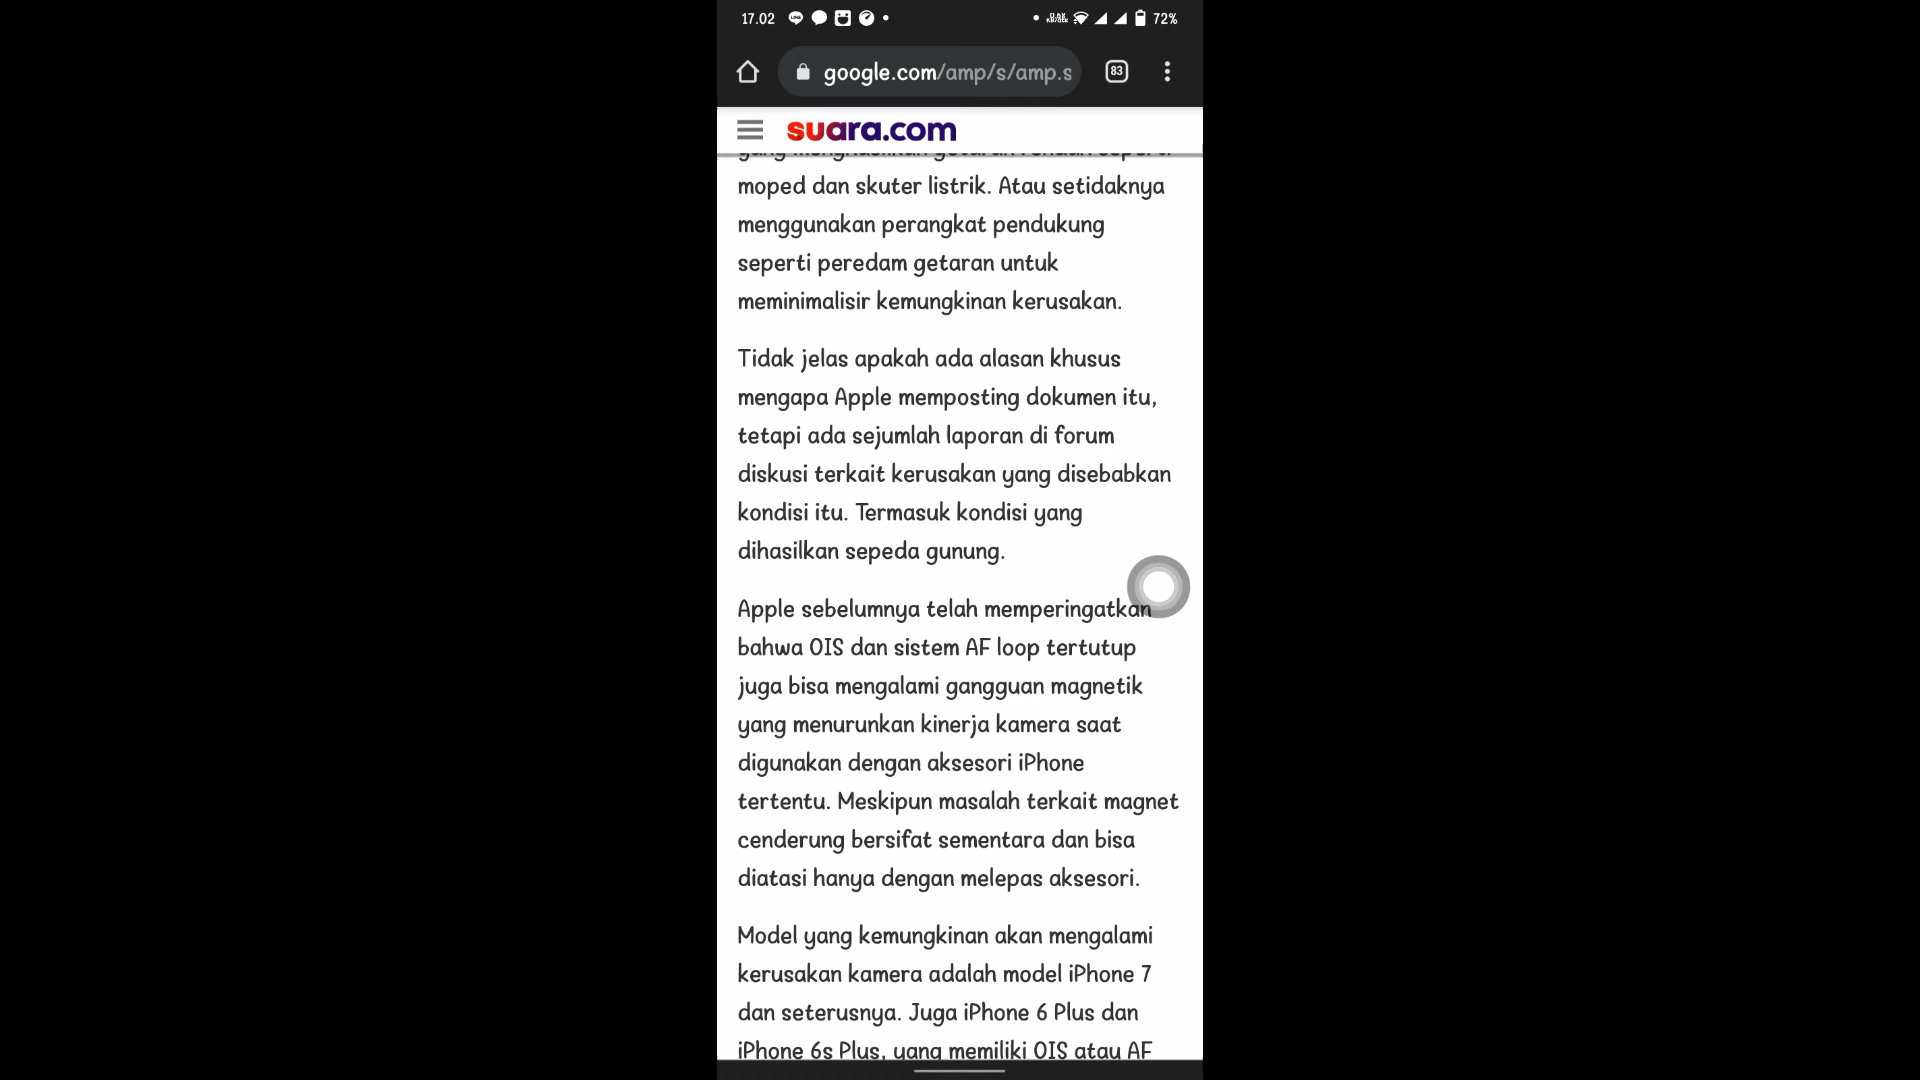 17.02
72%
google.com/amp/s/amp.s
83
suara.com
moped dan skuter listrik. Atau setidaknya
menggunakan perangkat pendukung
seperti peredam getaran untuk
meminimalisir kemungkinan kerusakan.
Tidak jelas apakah ada alasan khusus
mengapa Apple memposting dokumen itu,
tetapi ada sejumlah laporan di forum
diskusi terkait kerusakan yang disebabkan
kondisi itu. Termasuk kondisi yang
dihasilkan sepeda gunung.
Apple sebelumnya telah memperingatkan
bahwa OIS dan sistem AF loop tertutup
juga bisa mengalami gangguan magnetik
yang menurunkan kinerja kamera saat
digunakan dengan aksesori iPhone
tertentu. Meskipun masalah terkait magnet
cenderung bersifat sementara dan bisa
diatasi hanya dengan melepas aksesori.
Model yang kemungkinan akan mengalami
kerusakan kamera adalah model iPhone 7
dan seterusnya. Juga iPhone 6 Plus dan
iPhone 6s Plus, yang memiliki OIS atau AF